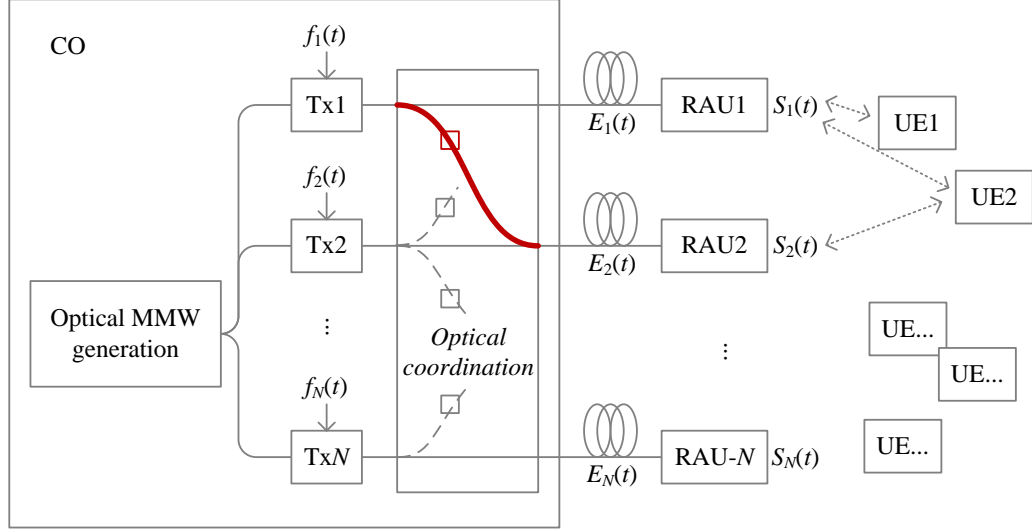 CO
f1(t)
Tx1
E1(t)
RAU1
S1(t)
UE1
f2(t)
Tx2
E2(t)
RAU2
S2(t)
UE2
Optical MMW
generation
...
Optical
coordination
...
UE...
UE...
fN(t)
TxN
EN(t)
RAU-N
SN(t)
UE...